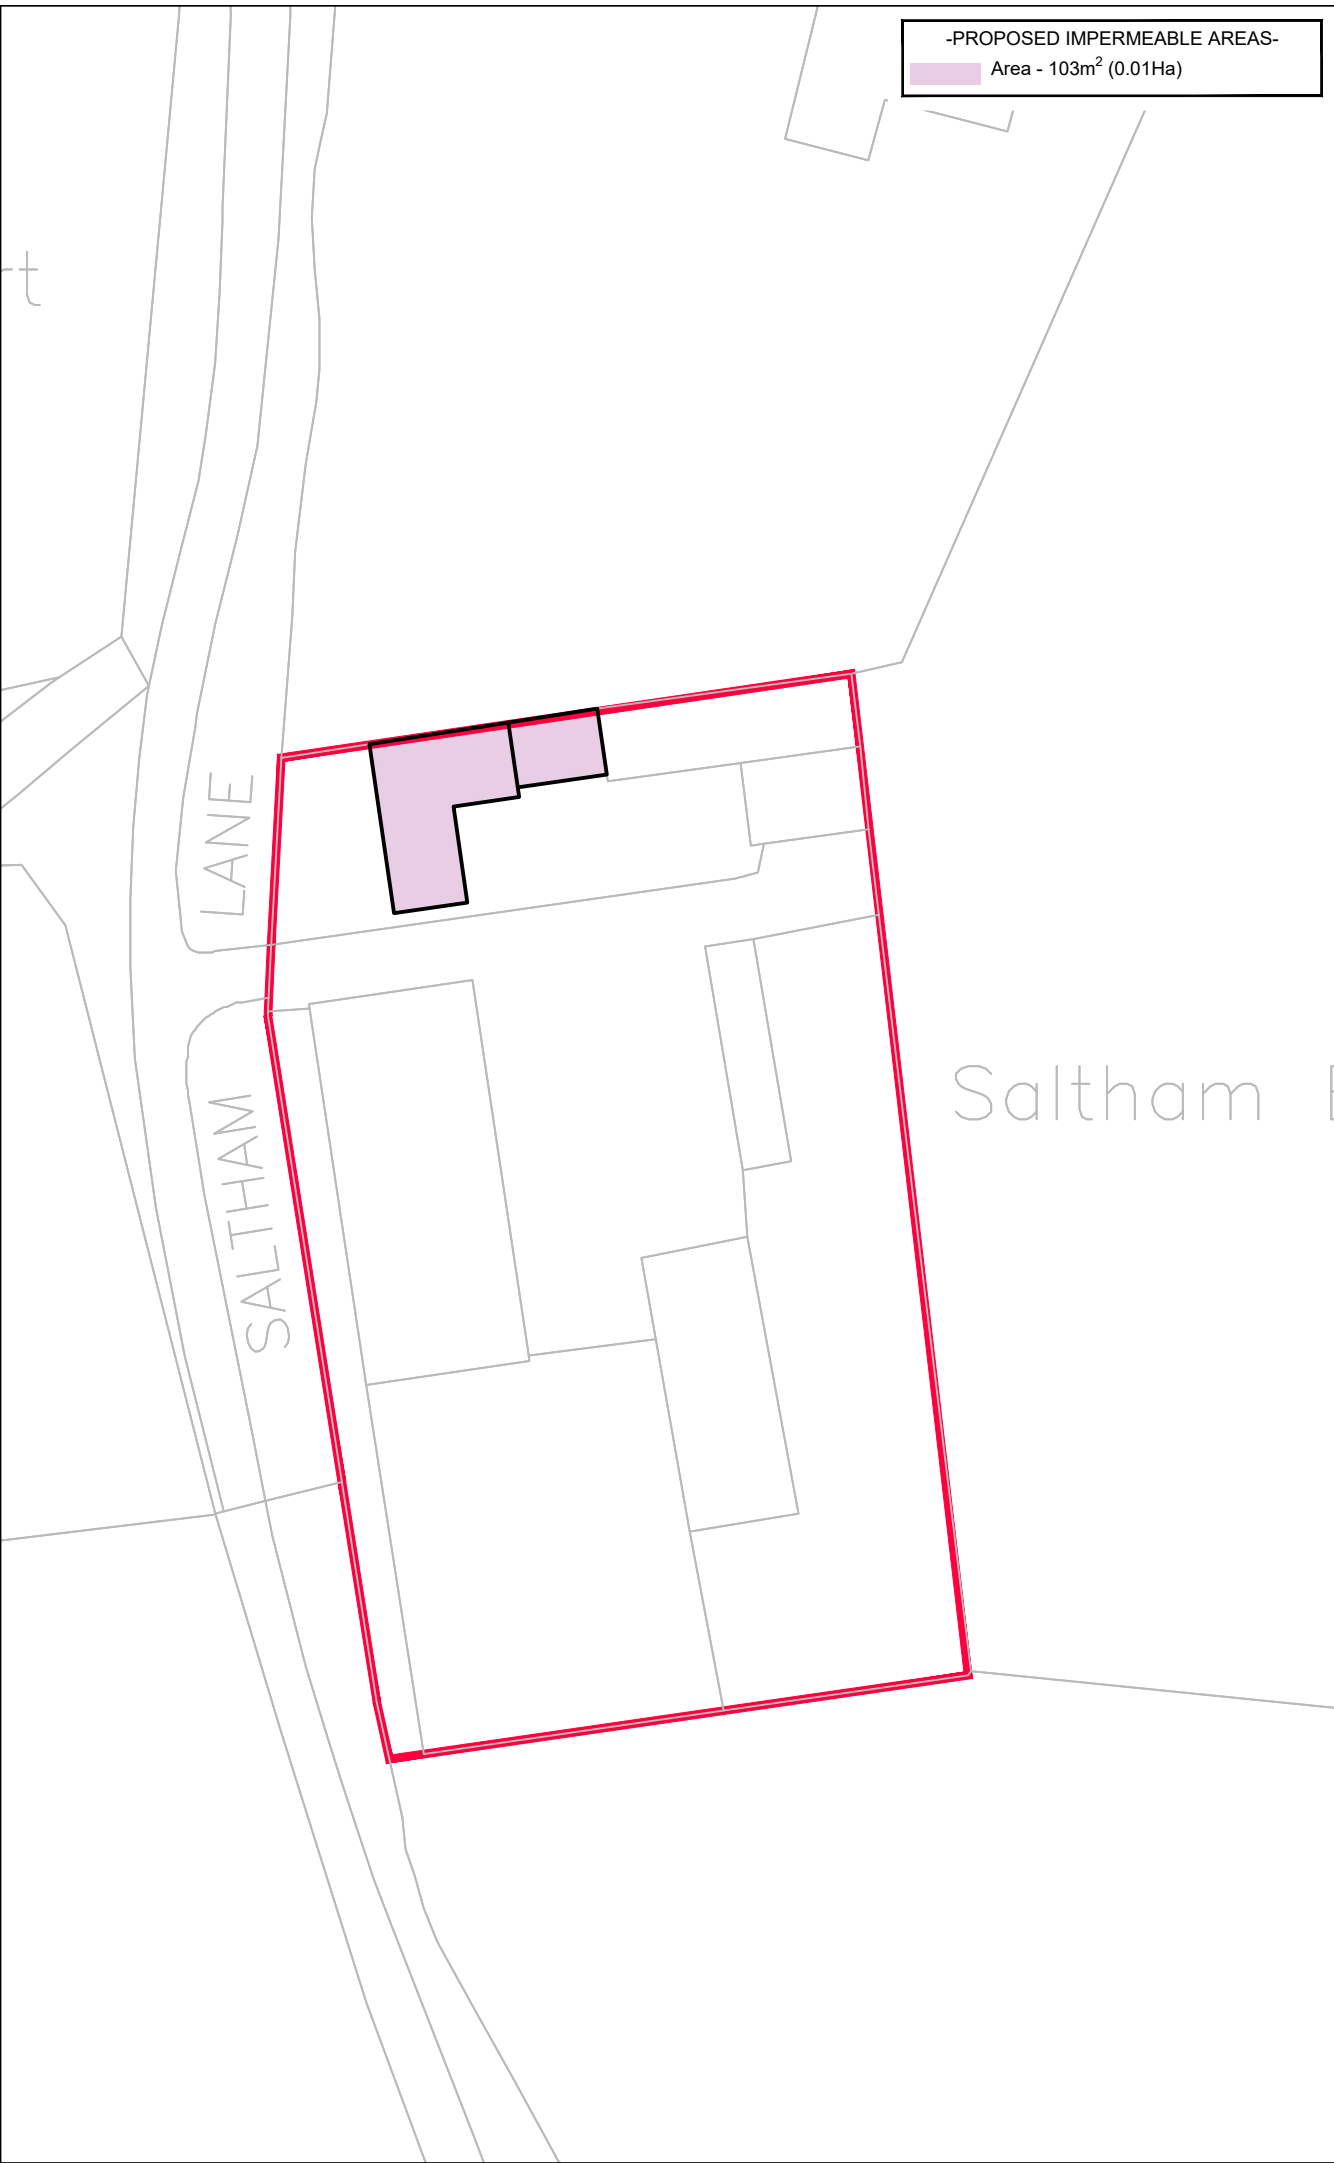 -PROPOSED IMPERMEABLE AREAS-
Area - 103m² (0.01Ha)
LANE
Saltham
SALTHAM